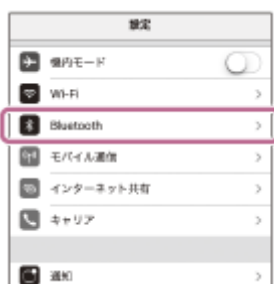 設定
機内モード
Wi-Fi
Bluetooth
モバイル通信
インターネット共有
キャリア
通知